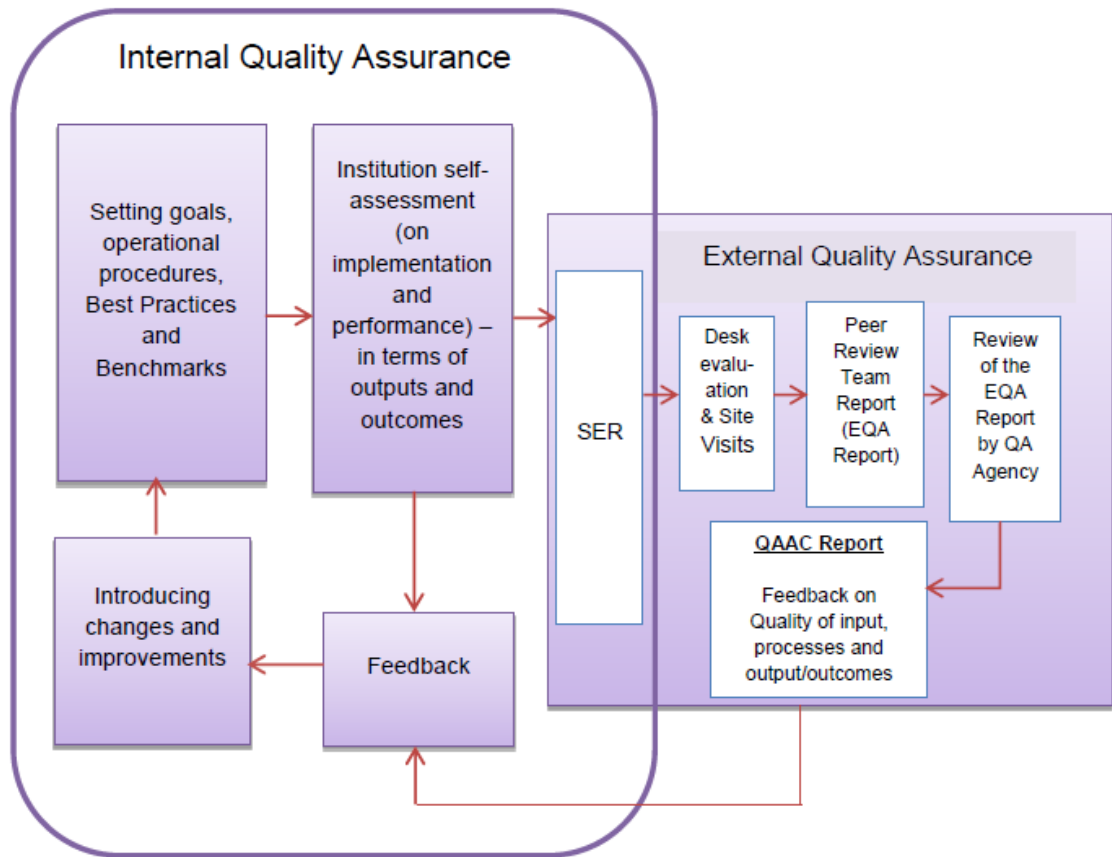 Internal Quality Assurance
Setting goals,
operational
procedures,
Best Practices
and
Benchmarks
Institution self-
assessment
(on
implementation
and
performance) –
in terms of
outputs and
outcomes
Introducing
changes and
improvements
Feedback
SER
External Quality Assurance
Desk
evalu-
ation
& Site
Visits
Peer
Review
Team
Report
(EQA
Report)
Review
of the
EQA
Report
by QA
Agency
QAAC Report
Feedback on
Quality of input,
processes and
output/outcomes